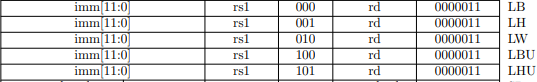 imm[11:0] rs1 000 rd 0000011 LB
imm[11:0] rs1 001 rd 0000011 LH
imm[11:0] rs1 010 rd 0000011 LW
imm[11:0] rs1 100 rd 0000011 LBU
imm[11:0] rs1 101 rd 0000011 LHU